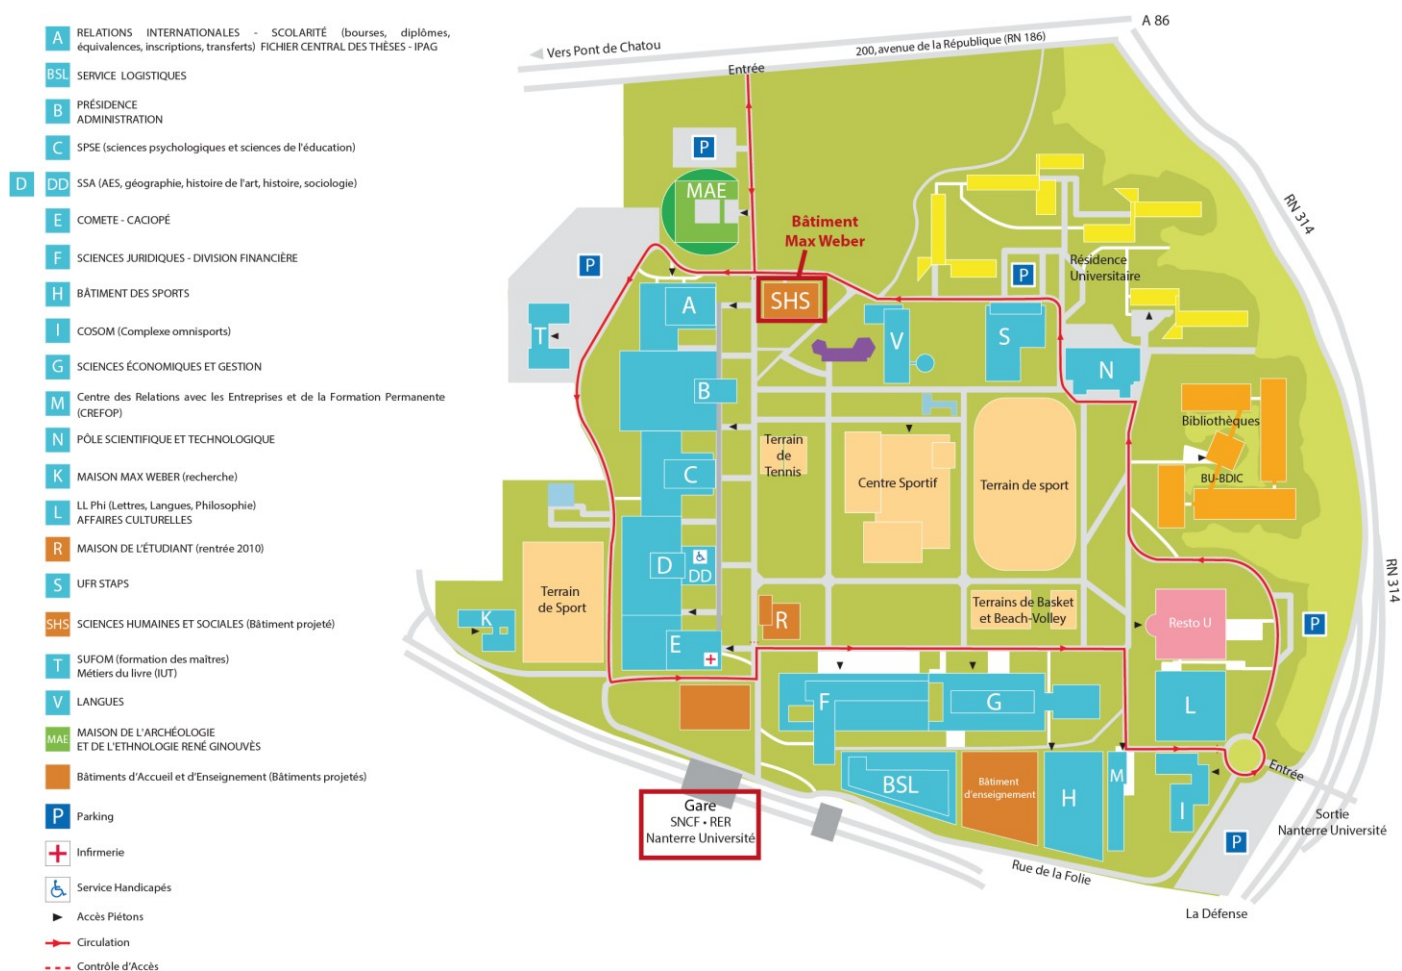 A
RELATIONS INTERNATIONALES - SCOLARITÉ (bourses, diplômes,
équivalences, inscriptions, transferts) FICHIER CENTRAL DES THÈSES - IPAG
BSL
SERVICE LOGISTIQUES
B
PRÉSIDENCE
ADMINISTRATION
C
SPSE (sciences psychologiques et sciences de l'éducation)
D
DD
SSA (AES, géographie, histoire de l'art, histoire, sociologie)
E
COMETE - CACIOPÉ
F
SCIENCES JURIDIQUES - DIVISION FINANCIÈRE
H
BÂTIMENT DES SPORTS
I
COSOM (Complexe omnisports)
G
SCIENCES ÉCONOMIQUES ET GESTION
M
Centre des Relations avec les Entreprises et de la Formation Permanente
(CREFOP)
N
PÔLE SCIENTIFIQUE ET TECHNOLOGIQUE
K
MAISON MAX WEBER (recherche)
L
LL Phi (Lettres, Langues, Philosophie)
AFFAIRES CULTURELLES
R
MAISON DE L'ÉTUDIANT (rentrée 2010)
S
UFR STAPS
SHS
SCIENCES HUMAINES ET SOCIALES (Bâtiment projeté)
T
SUFOM (formation des maîtres)
Métiers du livre (IUT)
V
LANGUES
MAE
MAISON DE L'ARCHÉOLOGIE
ET DE L'ETHNOLOGIE RENÉ GINOUVÈS
Bâtiments d'Accueil et d'Enseignement (Bâtiments projetés)
P
Parking
Infirmerie
Service Handicapés
Accès Piétons
Circulation
Contrôle d'Accès
A 86
Vers Pont de Chatou
200, avenue de la République (RN 186)
Entrée
P
MAE
RN 314
Bâtiment
Max Weber
P
Résidence
Universitaire
P
SHS
A
T
V
S
N
B
Bibliothèques
BU-BDIC
Terrain
de
Tennis
C
Centre Sportif
Terrain de sport
D
DD
RN 314
Terrain
de Sport
Terrains de Basket
et Beach-Volley
K
R
Resto U
P
E
F
G
L
Entrée
BSL
Bâtiment
d'enseignement
H
M
I
Gare
SNCF • RER
Nanterre Université
Sortie
Nanterre Université
P
Rue de la Folie
La Défense